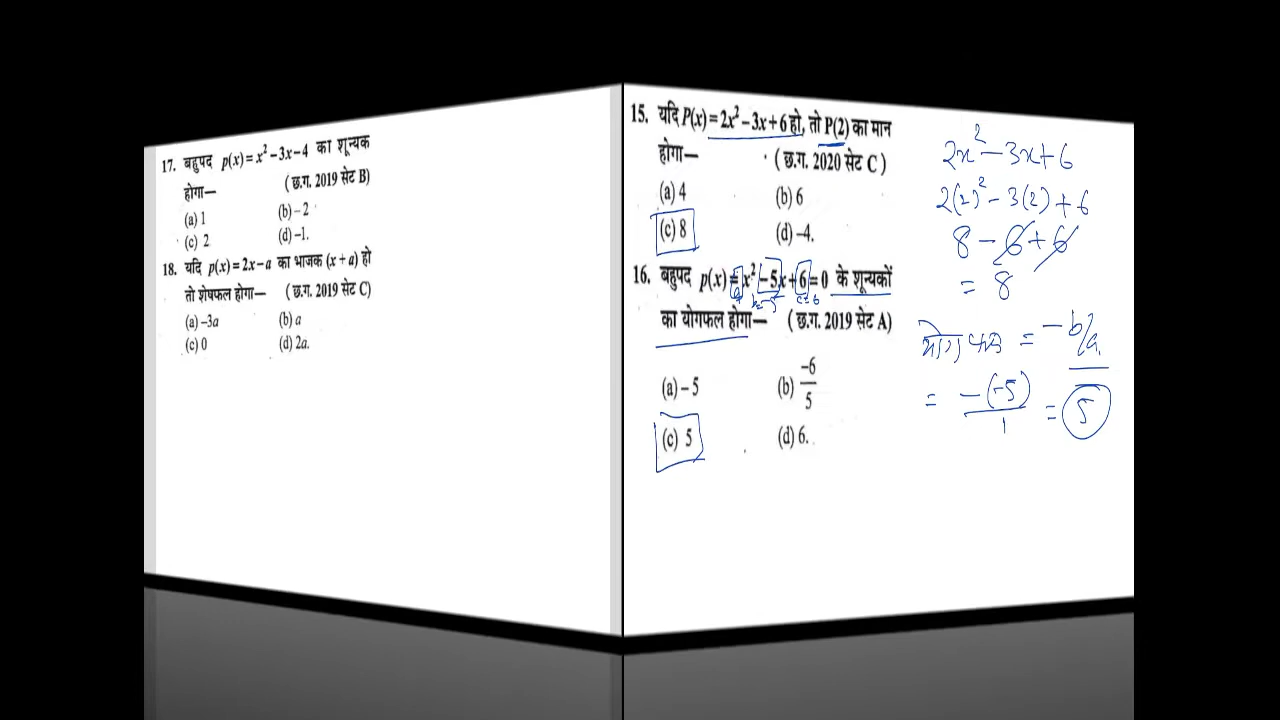 17. बहुपद p(x) = x² – 3x – 4 का शून्यक
होगा— (छ.ग. 2019 सेट B)
(a) 1 (b) – 2
(c) 2 (d) –1.
18. यदि p(x) = 2x – a का भाजक (x + a) हो
तो शेषफल होगा— (छ.ग. 2019 सेट C)
(a) –3a (b) a
(c) 0 (d) 2a.
15. यदि P(x) = 2x² – 3x + 6 हो, तो P(2) का मान
होगा— (छ.ग. 2020 सेट C)
(a) 4 (b) 6
(c) 8 (d) –4.
16. बहुपद p(x) = x² – 5x + 6 = 0 के शून्यकों
का योगफल होगा— (छ.ग. 2019 सेट A)
(a) – 5 (b) –6/5
(c) 5 (d) 6.
2x² – 3x + 6
2(2)² – 3(2) + 6
8 – 6 + 6
= 8
योगफल = –b/a
= –(–5)/1 = 5